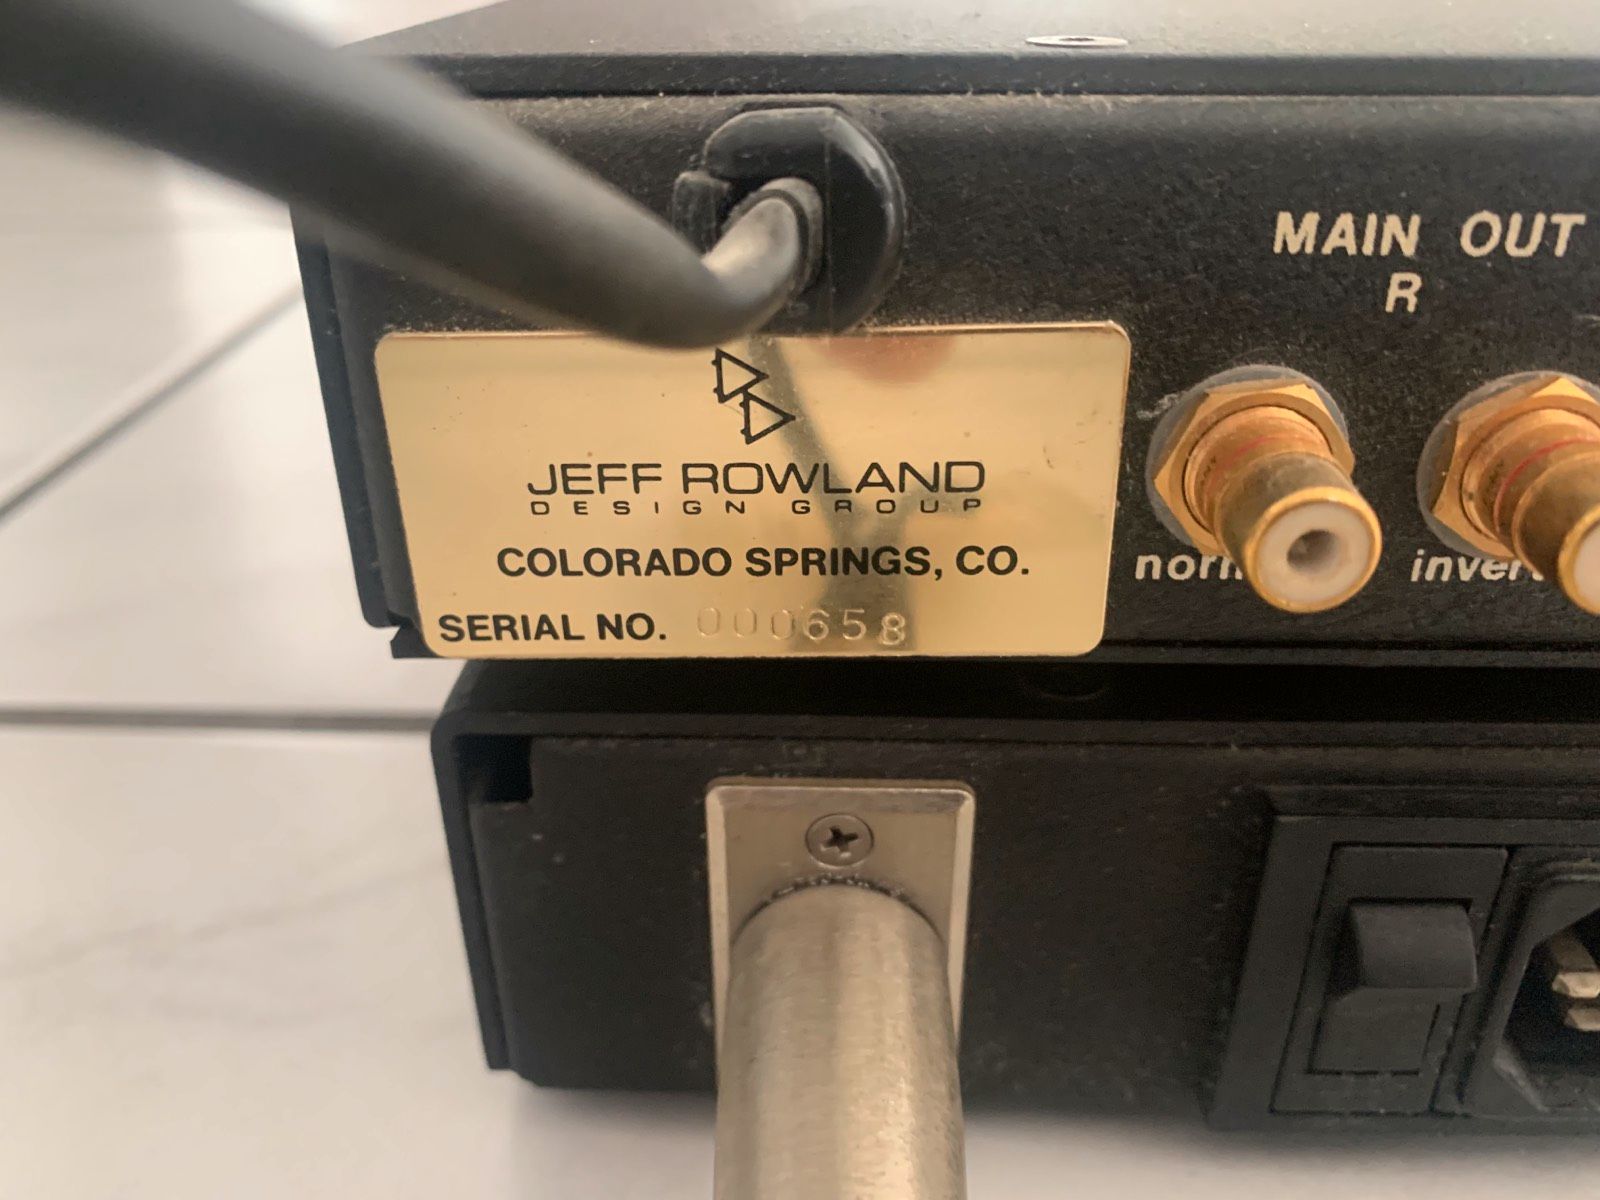 MAIN OUT
R
JEFF ROWLAND
DESIGN GROUP
COLORADO SPRINGS, CO.
SERIAL NO. 000658